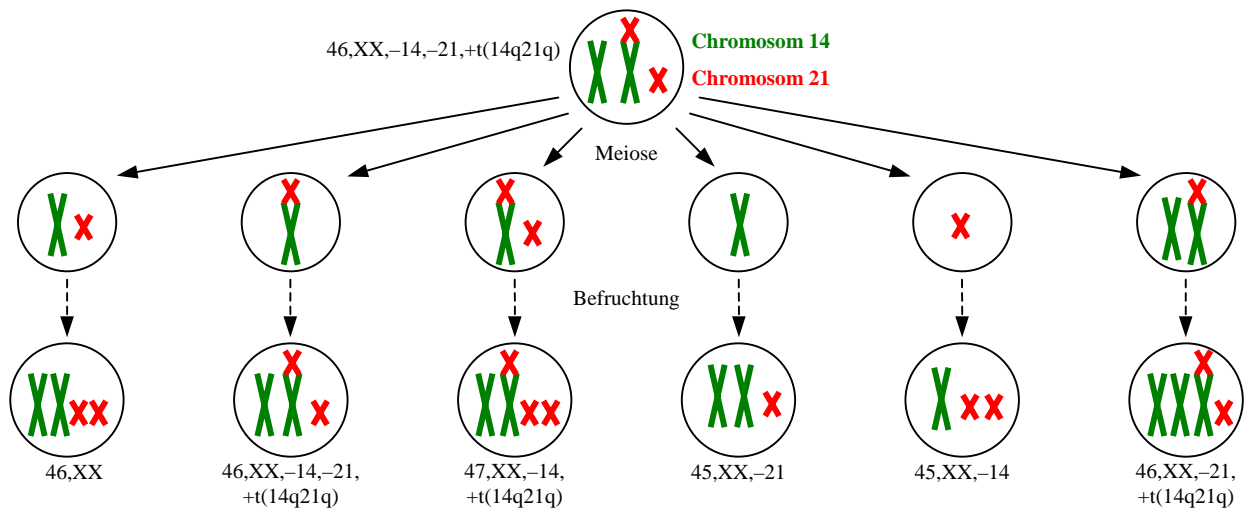 46,XX,–14,–21,+t(14q21q)
Chromosom 14
Chromosom 21
Meiose
Befruchtung
46,XX
46,XX,–14,–21,
+t(14q21q)
47,XX,–14,
+t(14q21q)
45,XX,–21
45,XX,–14
46,XX,–21,
+t(14q21q)